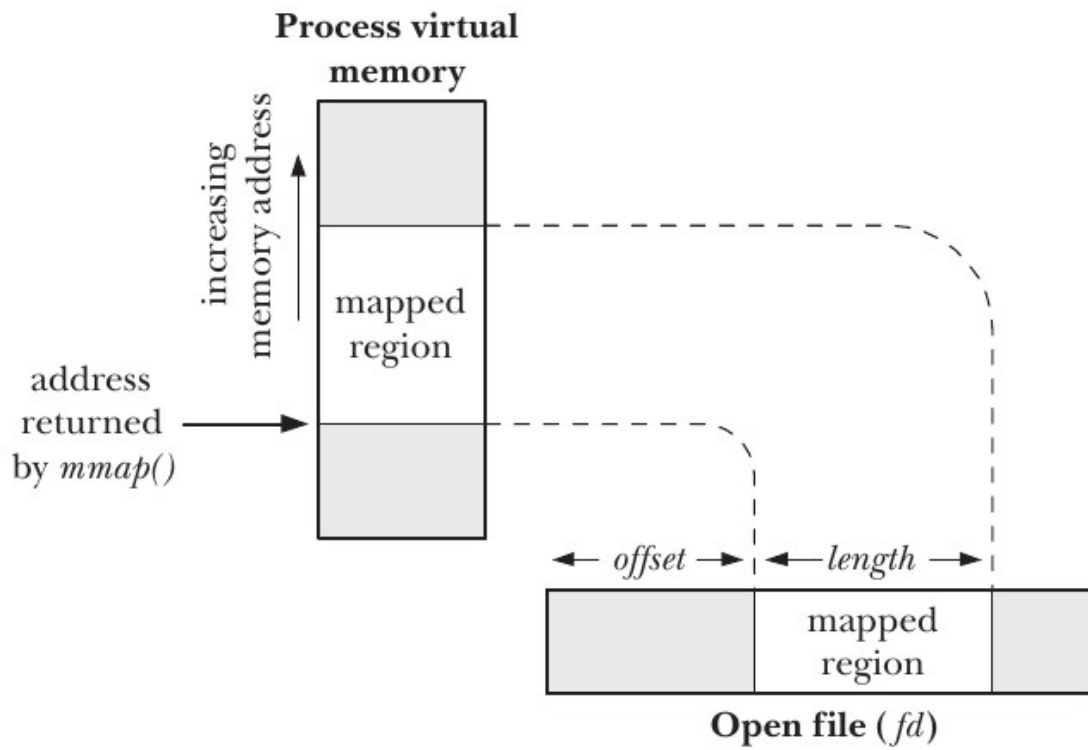 Process virtual
memory
increasing
memory address
mapped
region
address
returned
by mmap()
offset
length
mapped
region
Open file (fd)